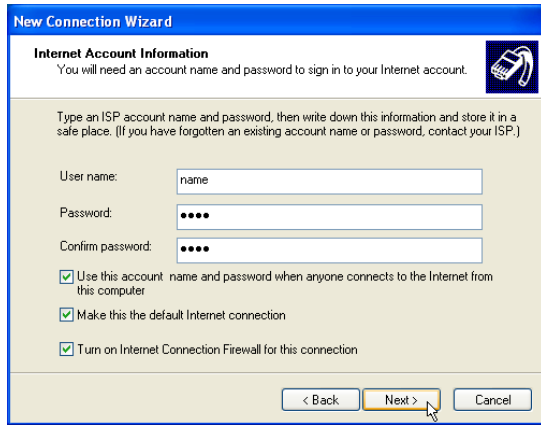 New Connection Wizard
Internet Account Information
You will need an account name and password to sign in to your Internet account.
Type an ISP account name and password, then write down this information and store it in a
safe place. (If you have forgotten an existing account name or password, contact your ISP.)
User name:
name
Password:
••••
Confirm password:
••••
Use this account name and password when anyone connects to the Internet from
this computer
Make this the default Internet connection
Turn on Internet Connection Firewall for this connection
< Back Next > Cancel